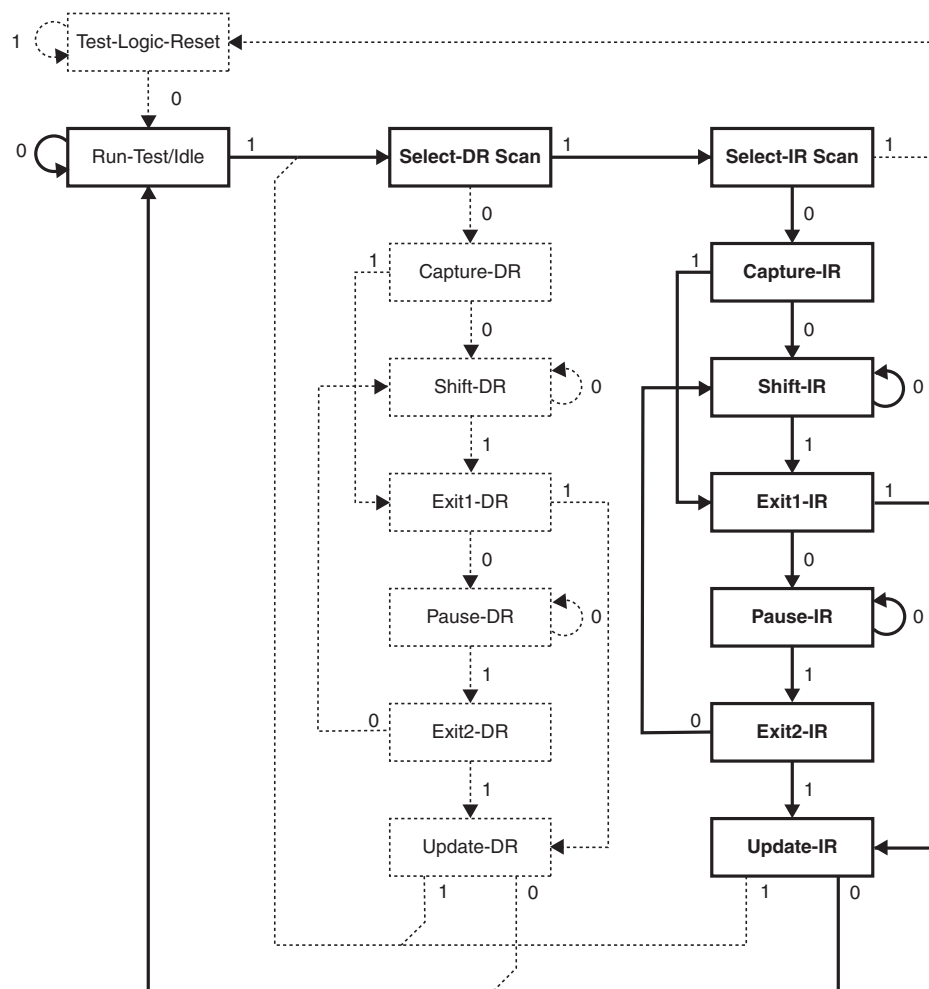 1 Test-Logic-Reset
0
0 Run-Test/Idle 1 Select-DR Scan 1 Select-IR Scan 1
0 0
1 Capture-DR 1 Capture-IR
0 0
Shift-DR 0 Shift-IR 0
1 1
Exit1-DR 1 Exit1-IR 1
0 0
Pause-DR 0 Pause-IR 0
1 1
0 Exit2-DR 0 Exit2-IR
1 1
Update-DR Update-IR
1 0 1 0